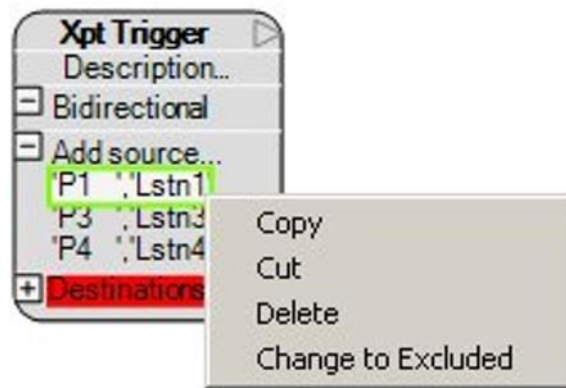 Xpt Trigger
Description...
Bidirectional
Add source...
'P1 ','Lstn1'
'P3 ','Lstn3
'P4 ','Lstn4
Destinations
Copy
Cut
Delete
Change to Excluded